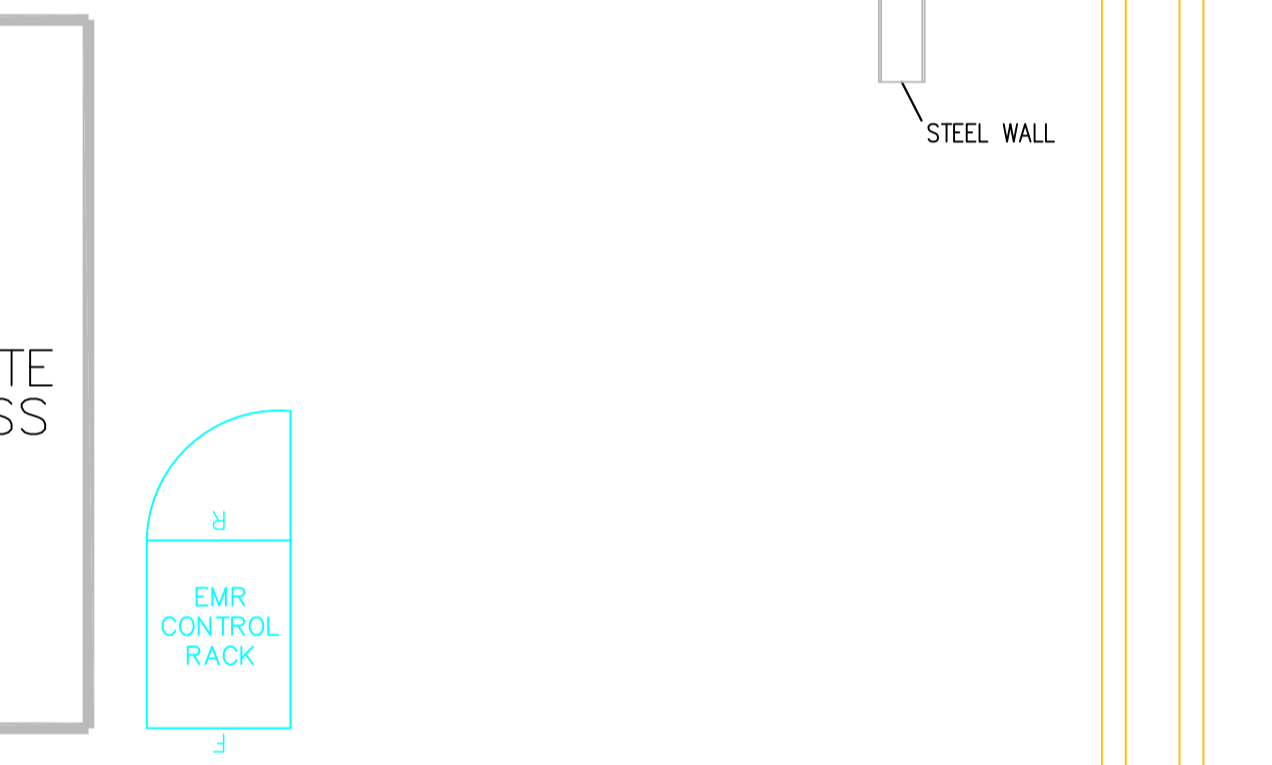 STEEL WALL
TE
SS
R
EMR
CONTROL
RACK
F